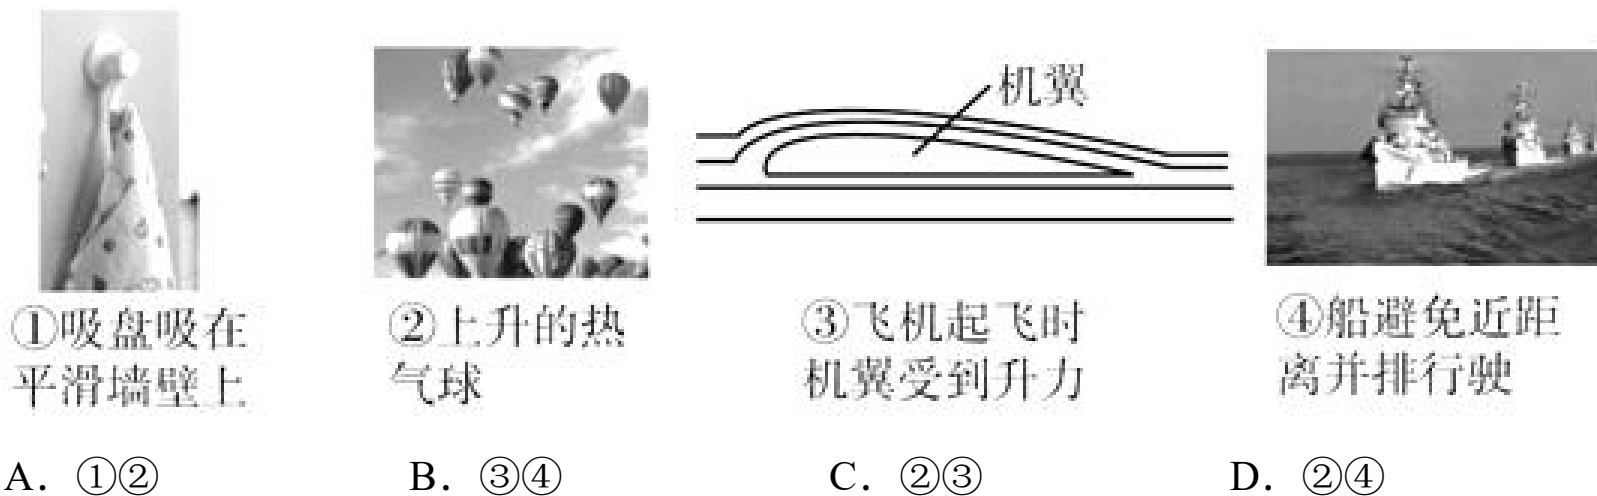 机翼
①吸盘吸在
平滑墙壁上
②上升的热
气球
③飞机起飞时
机翼受到升力
④船避免近距
离并排行驶
A．①②
B．③④
C．②③
D．②④